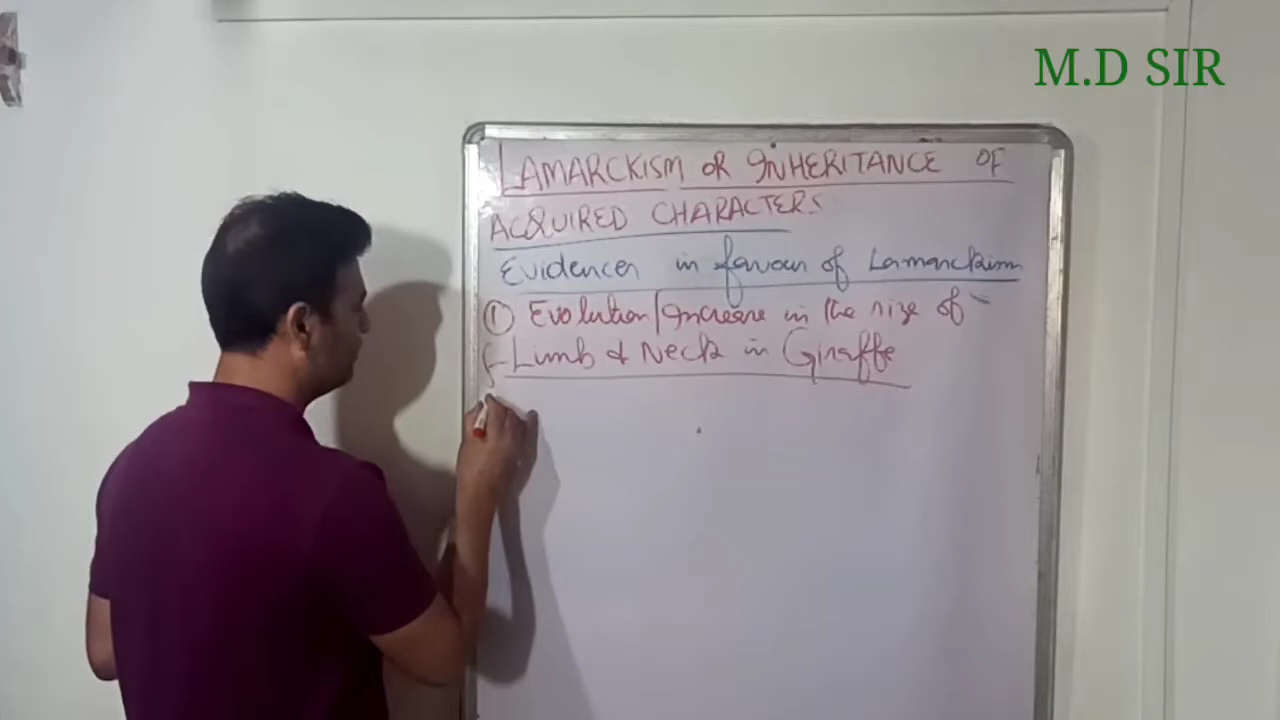 M.D SIR
LAMARCKISM OR INHERITANCE OF
ACQUIRED CHARACTERS
Evidences in favour of Lamarckism
① Evolution/Increase in the size of
F-Limb & Neck in Giraffe